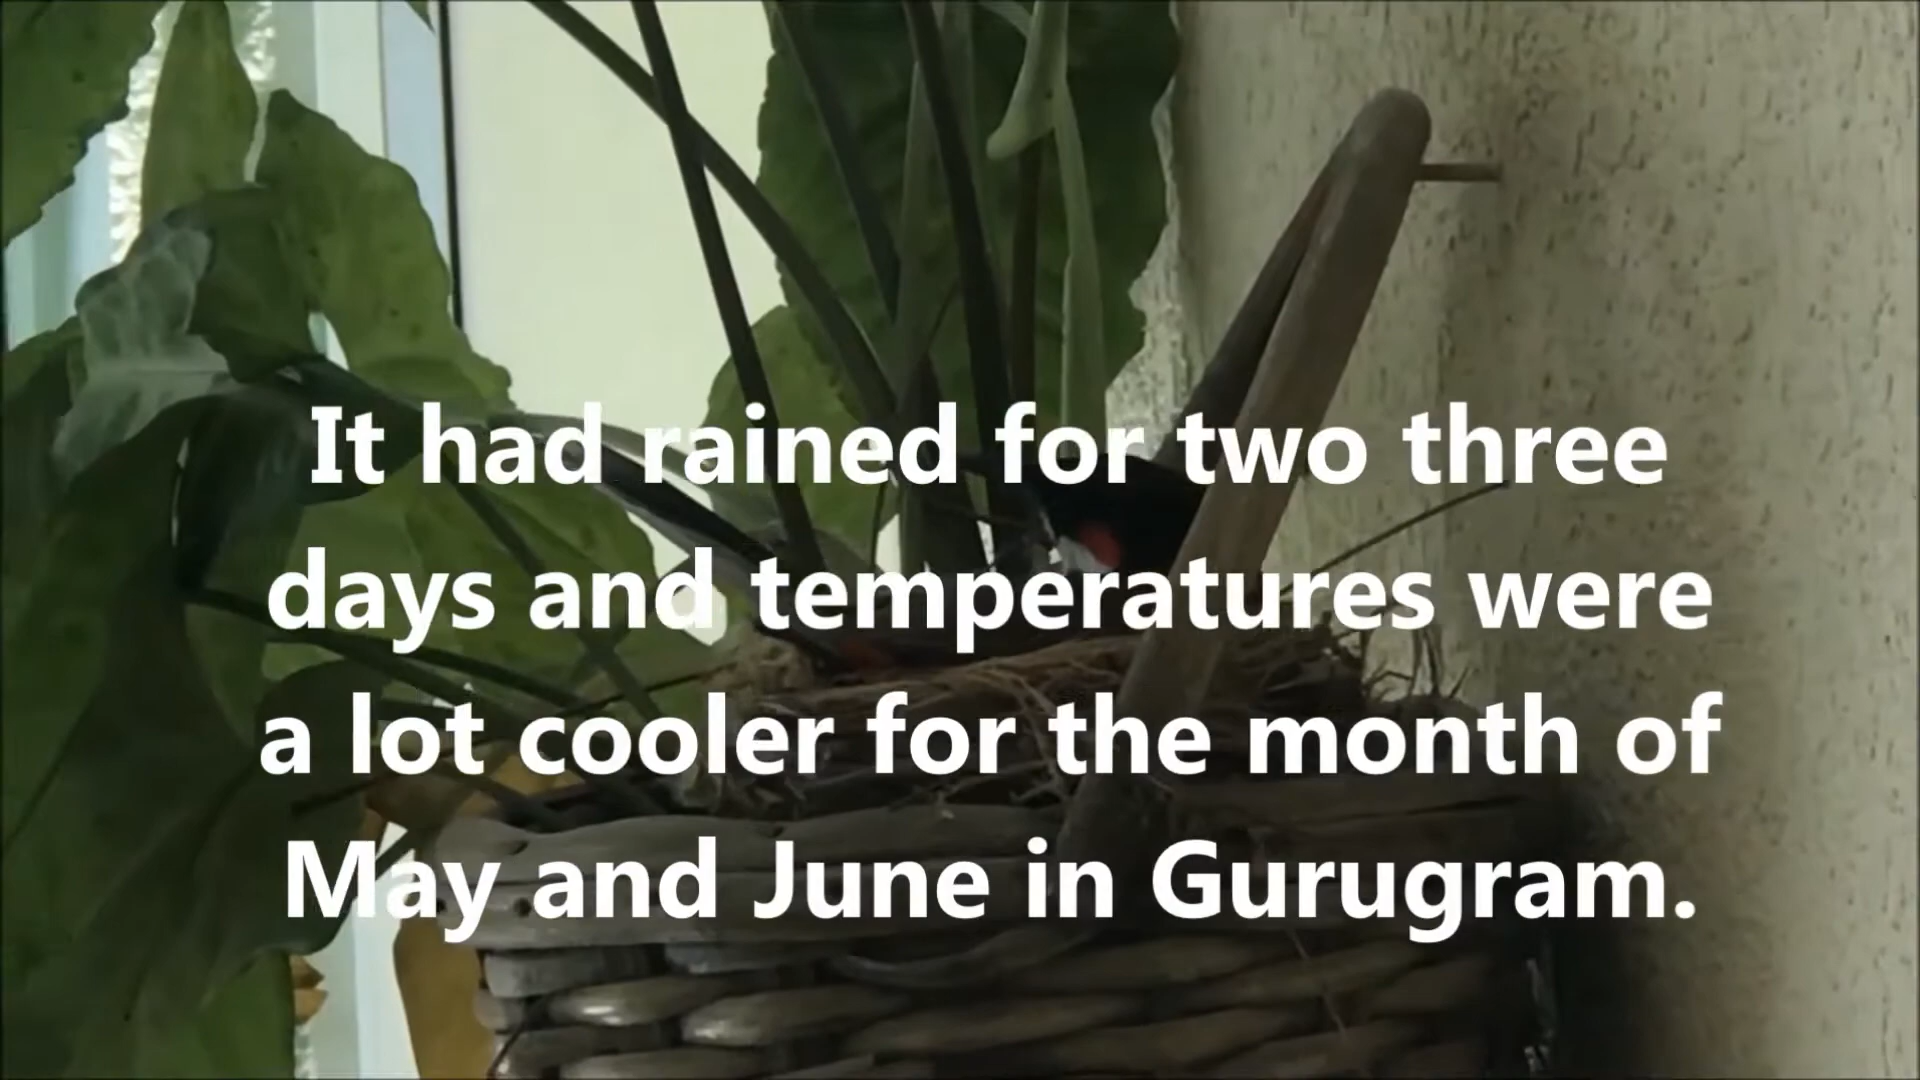 It had rained for two three
days and temperatures were
a lot cooler for the month of
May and June in Gurugram.